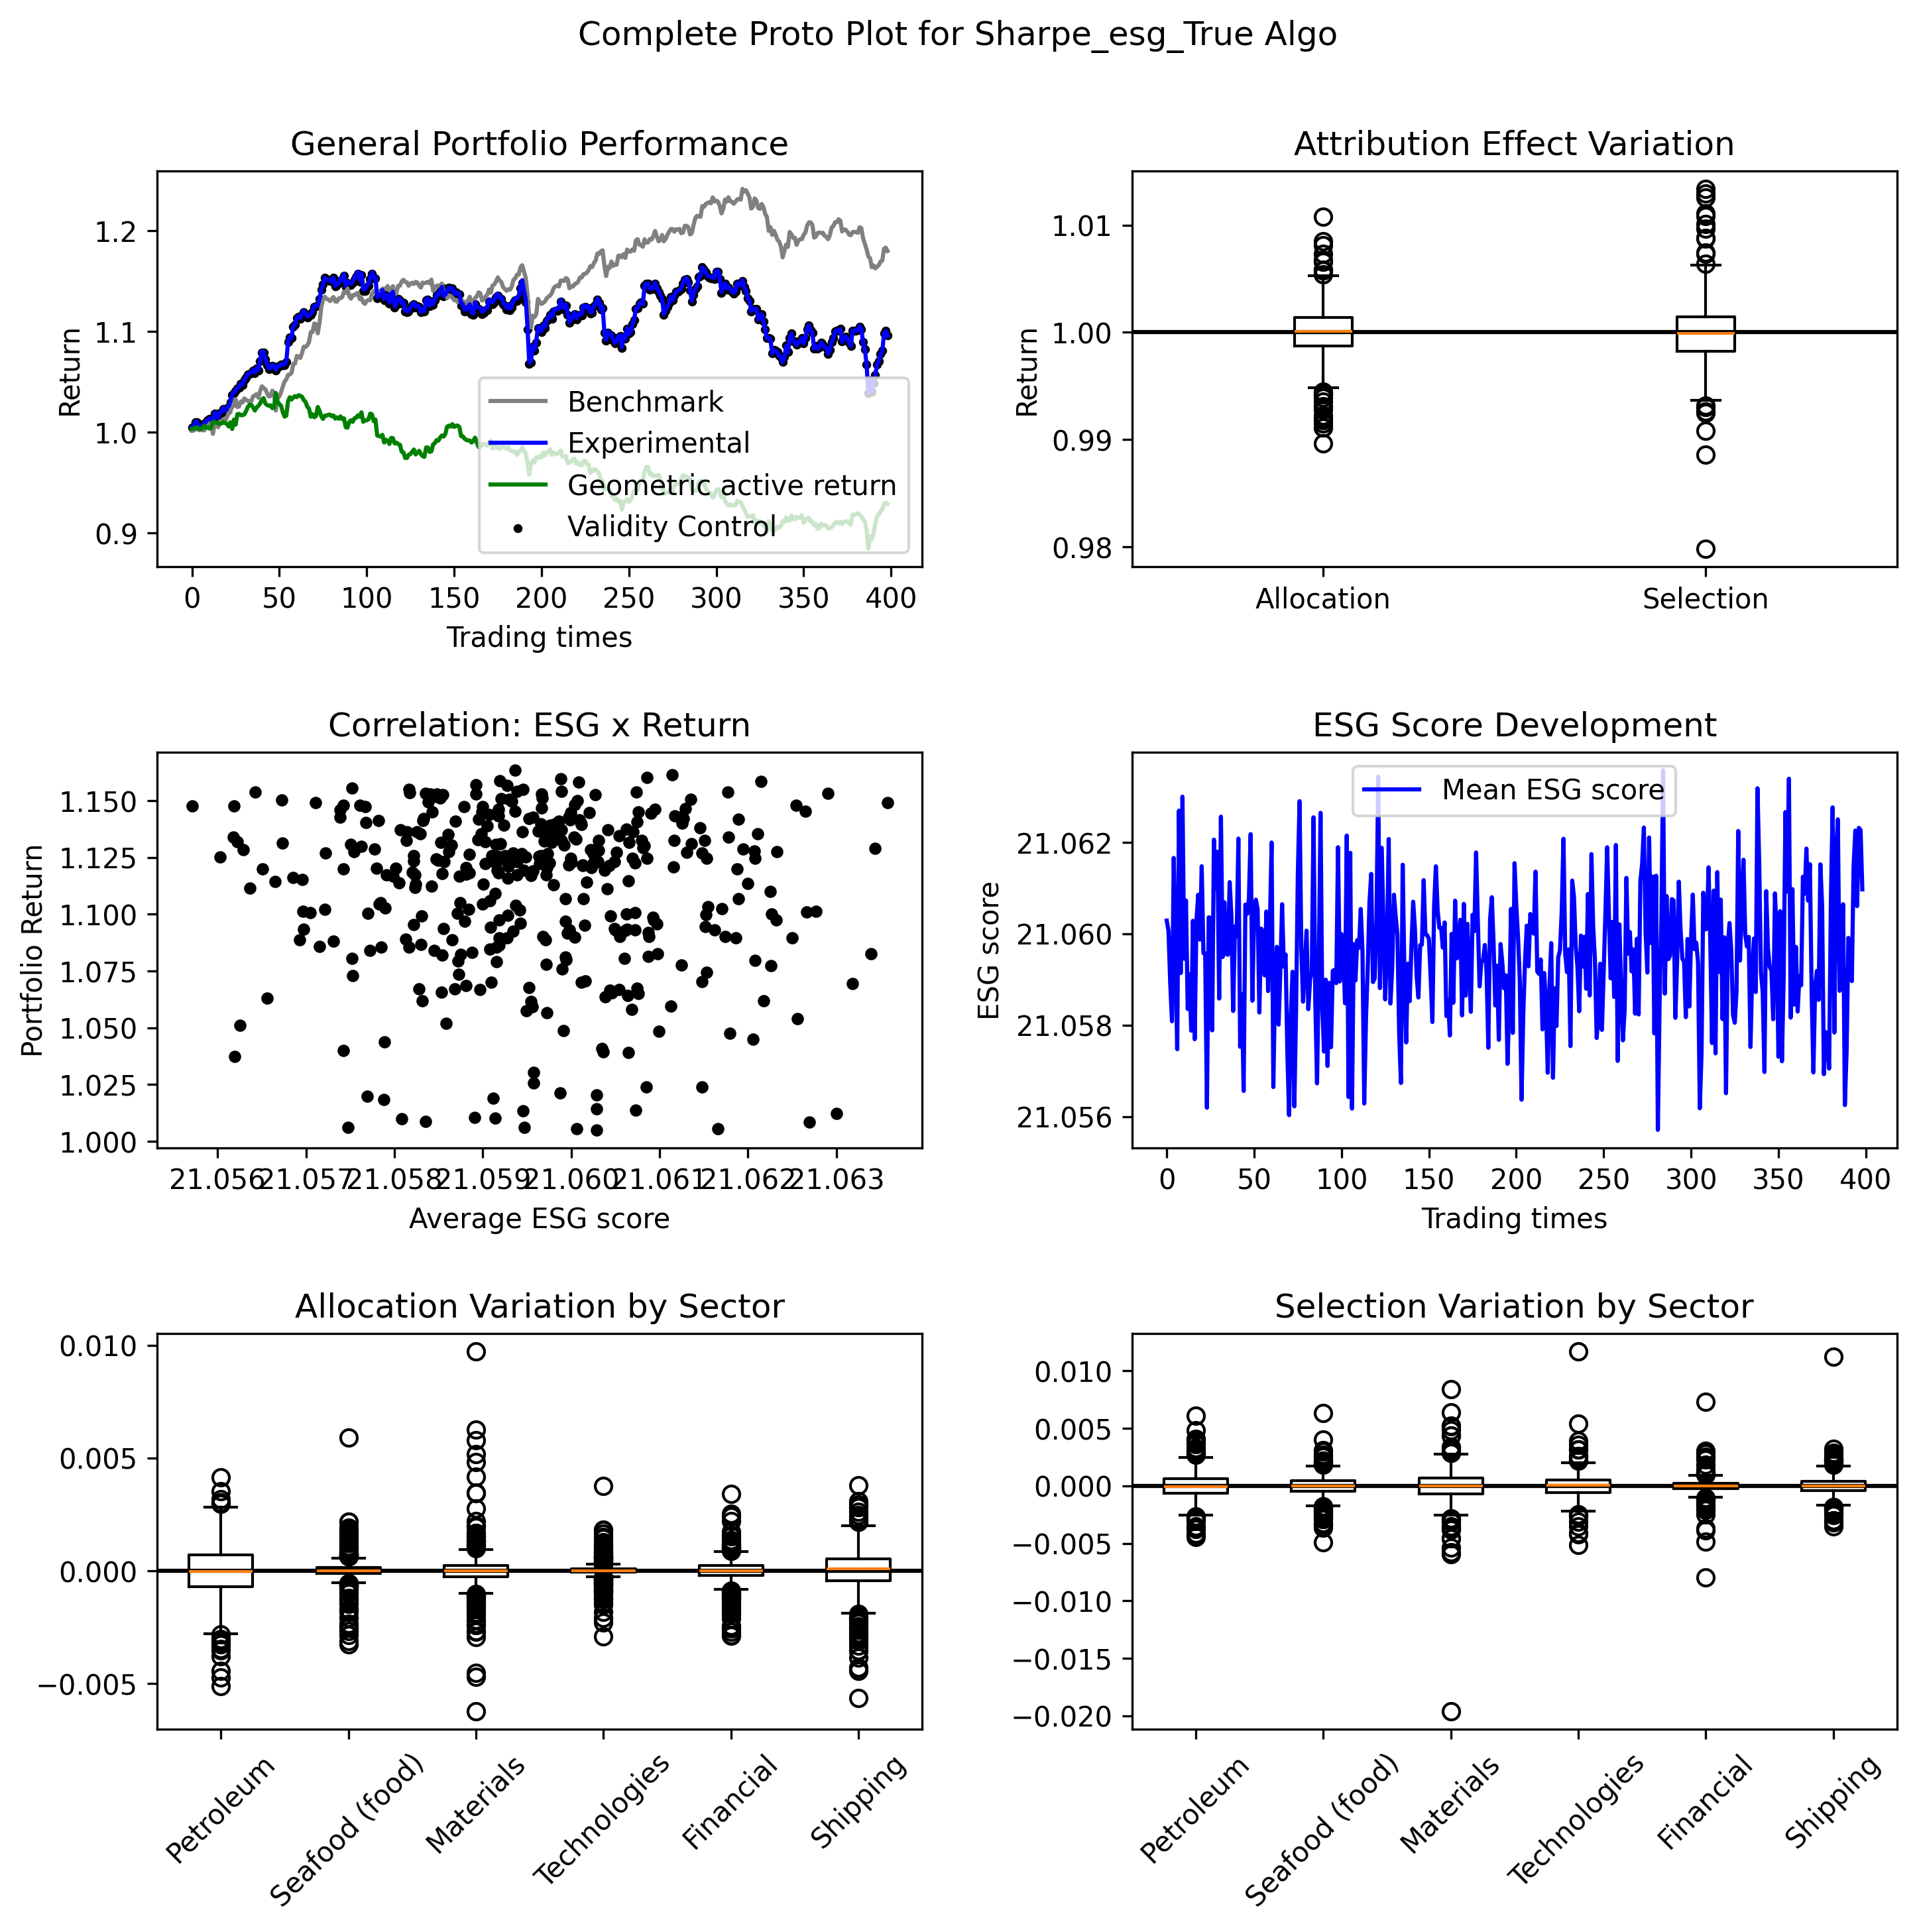 Complete Proto Plot for Sharpe_esg_True Algo
General Portfolio Performance
Return
1.2
1.1
1.0
0.9
Benchmark
Experimental
Geometric active return
Validity Control
0 50 100 150 200 250 300 350 400
Trading times
Attribution Effect Variation
Return
1.01
1.00
0.99
0.98
Allocation Selection
Correlation: ESG x Return
Portfolio Return
1.150
1.125
1.100
1.075
1.050
1.025
1.000
21.056 21.057 21.058 21.059 21.060 21.061 21.062 21.063
Average ESG score
ESG Score Development
ESG score
Mean ESG score
21.062
21.060
21.058
21.056
0 50 100 150 200 250 300 350 400
Trading times
Allocation Variation by Sector
0.010
0.005
0.000
−0.005
Petroleum Seafood (food) Materials Technologies Financial Shipping
Selection Variation by Sector
0.010
0.005
0.000
−0.005
−0.010
−0.015
−0.020
Petroleum Seafood (food) Materials Technologies Financial Shipping